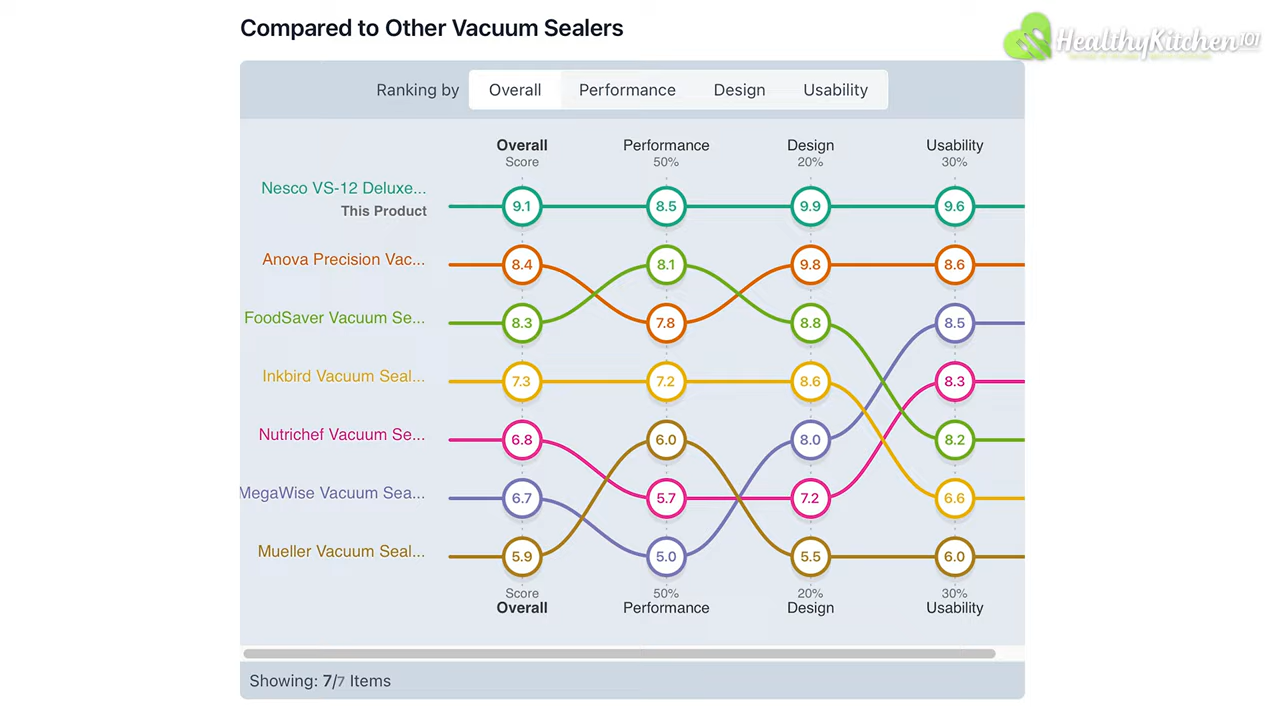 Compared to Other Vacuum Sealers
HealthyKitchen101
Ranking by Overall Performance Design Usability
Overall Performance Design Usability
Score 50% 20% 30%
Nesco VS-12 Deluxe... 9.1 8.5 9.9 9.6
This Product
Anova Precision Vac... 8.4 8.1 9.8 8.6
FoodSaver Vacuum Se... 8.3 7.8 8.8 8.5
Inkbird Vacuum Seal... 7.3 7.2 8.6 8.3
Nutrichef Vacuum Se... 6.8 6.0 8.0 8.2
MegaWise Vacuum Sea... 6.7 5.7 7.2 6.6
Mueller Vacuum Seal... 5.9 5.0 5.5 6.0
Score 50% 20% 30%
Overall Performance Design Usability
Showing: 7/7 Items